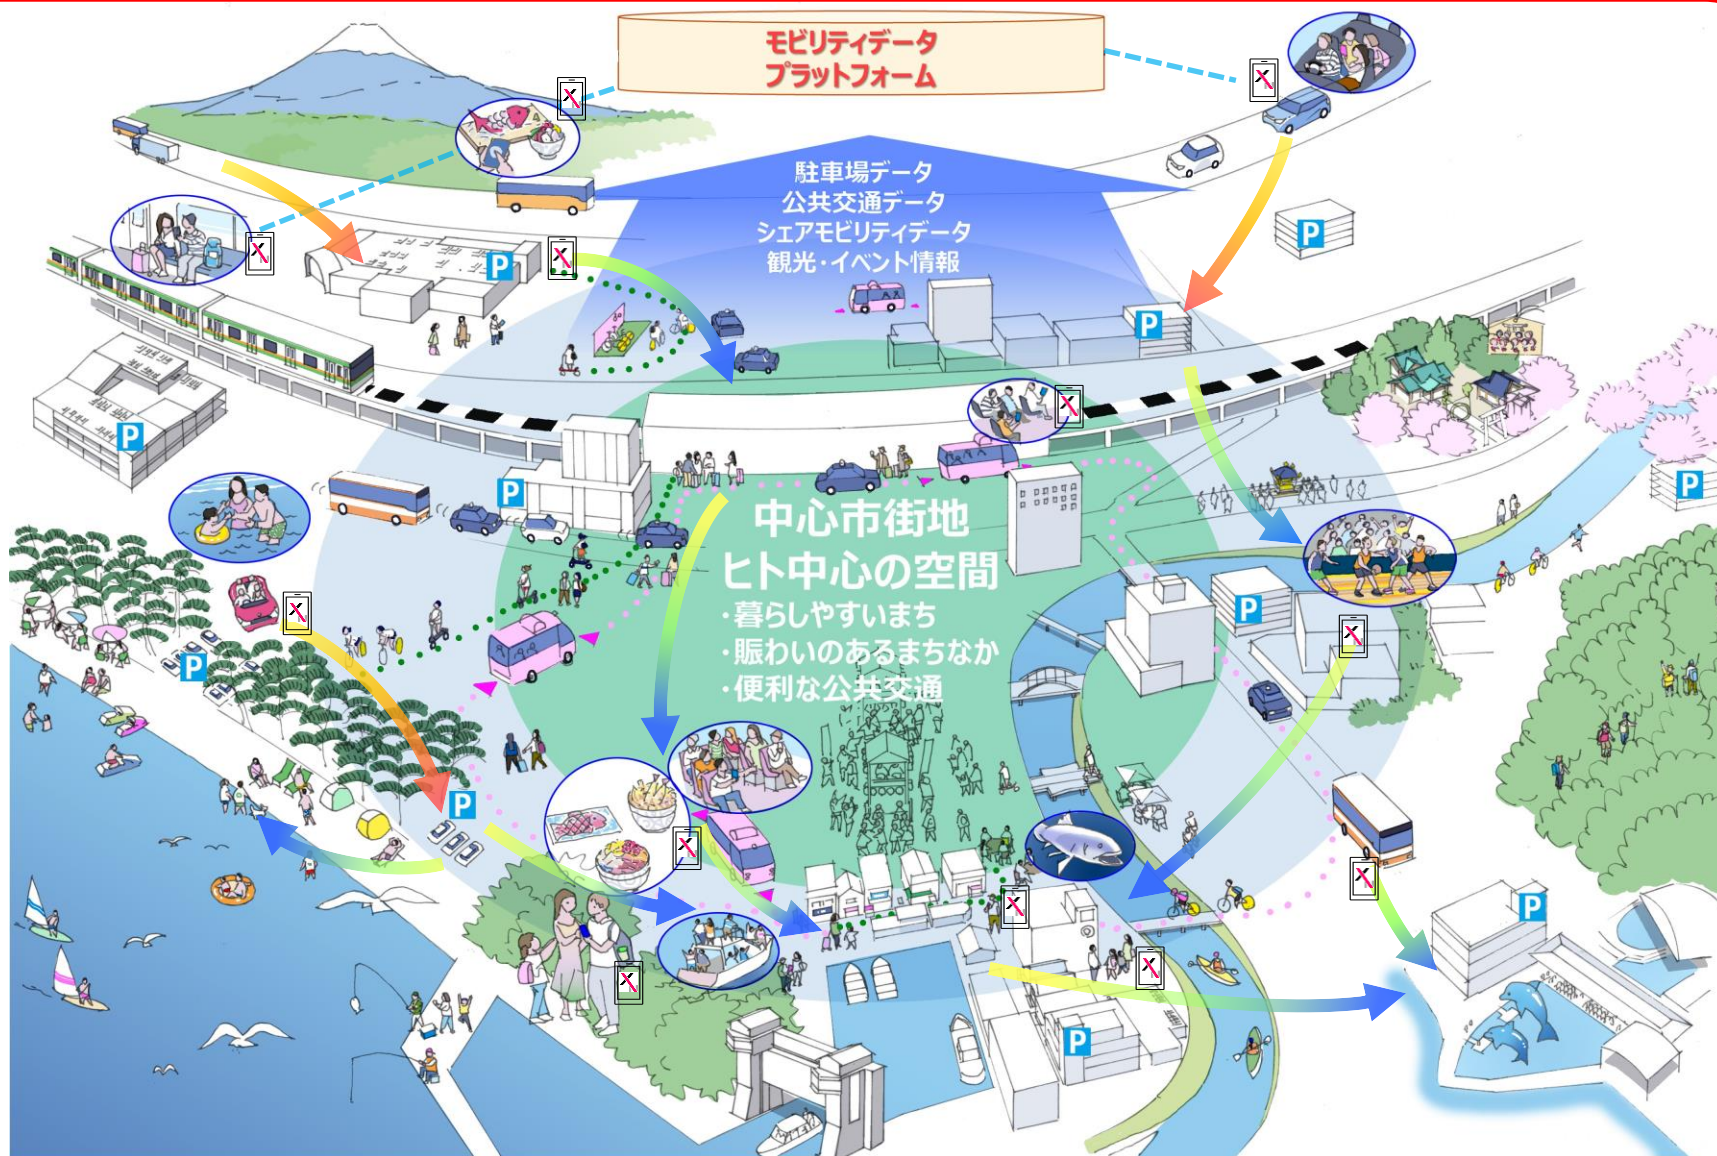 モビリティデータ
プラットフォーム
駐車場データ
公共交通データ
シェアモビリティデータ
観光・イベント情報
P
P
P
P
P
中心市街地
ヒト中心の空間
・暮らしやすいまち
・賑わいのあるまちなか
・便利な公共交通
P
P
P
P
P
P